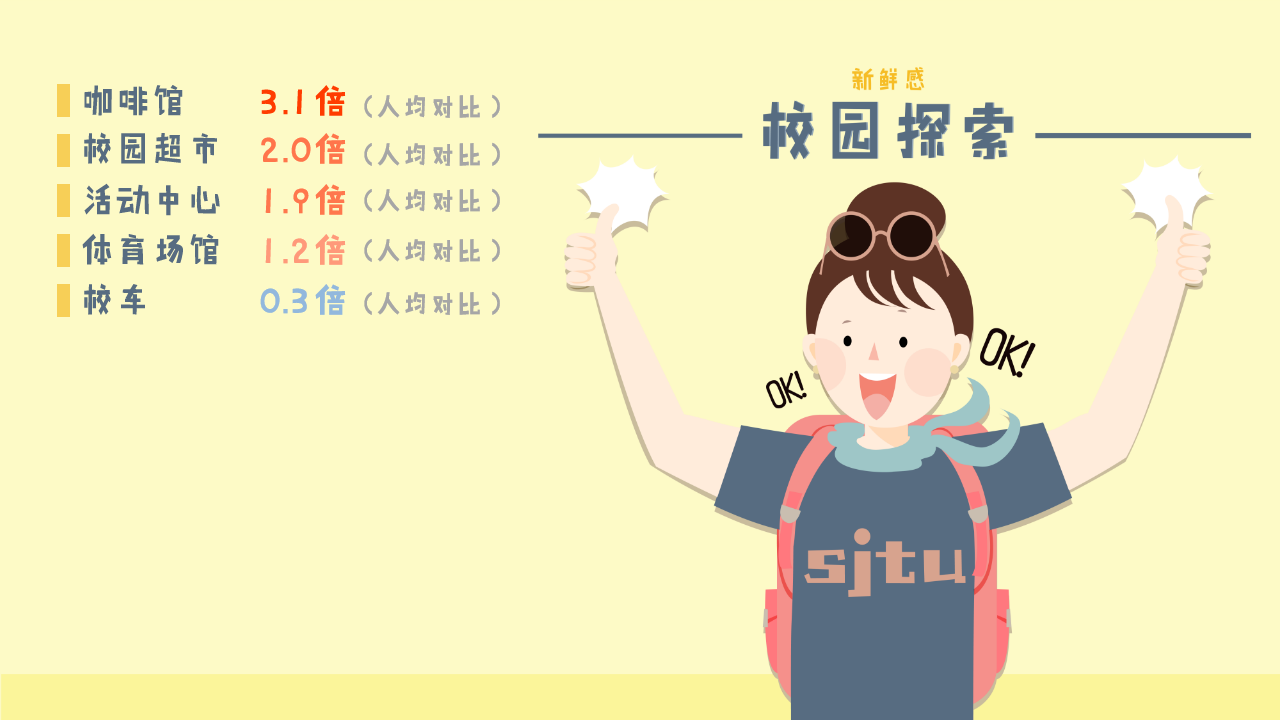 咖啡馆 3.1倍（人均对比）
校园超市 2.0倍（人均对比）
活动中心 1.9倍（人均对比）
体育场馆 1.2倍（人均对比）
校车 0.3倍（人均对比）
新鲜感
校园探索
OK!
OK!
sjtu